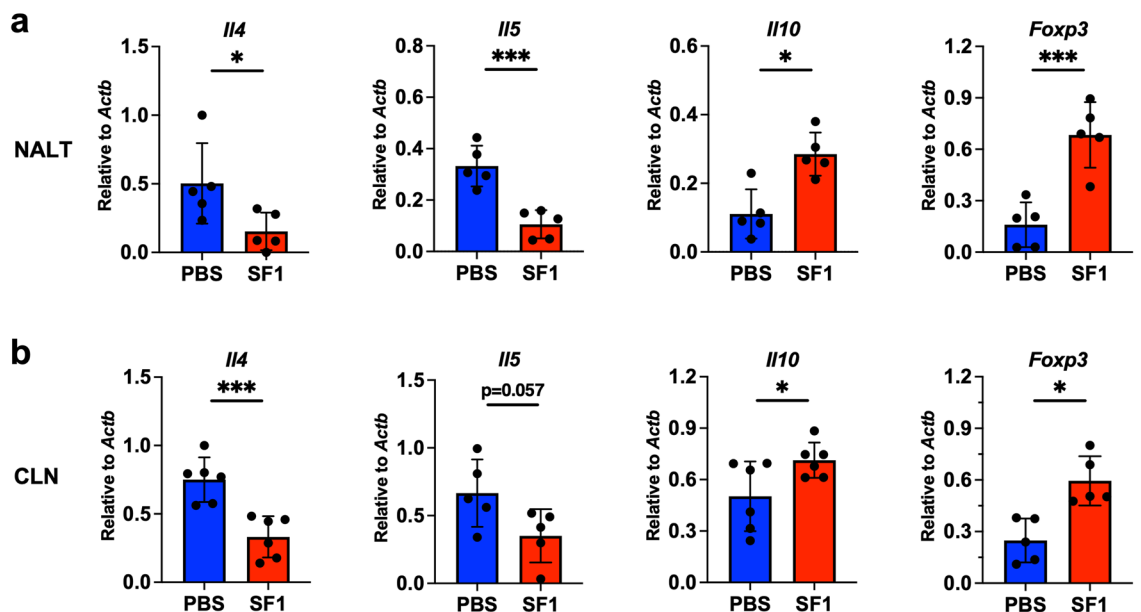 a
NALT
Il4
*
Relative to Actb
1.5
1.0
0.5
0.0
PBS SF1
Il5
***
Relative to Actb
0.8
0.6
0.4
0.2
0.0
PBS SF1
Il10
*
Relative to Actb
0.6
0.4
0.2
0.0
PBS SF1
Foxp3
***
Relative to Actb
1.2
0.9
0.6
0.3
0.0
PBS SF1
b
CLN
Il4
***
Relative to Actb
1.5
1.0
0.5
0.0
PBS SF1
Il5
p=0.057
Relative to Actb
1.5
1.0
0.5
0.0
PBS SF1
Il10
*
Relative to Actb
1.2
0.9
0.6
0.3
0.0
PBS SF1
Foxp3
*
Relative to Actb
1.2
0.9
0.6
0.3
0.0
PBS SF1